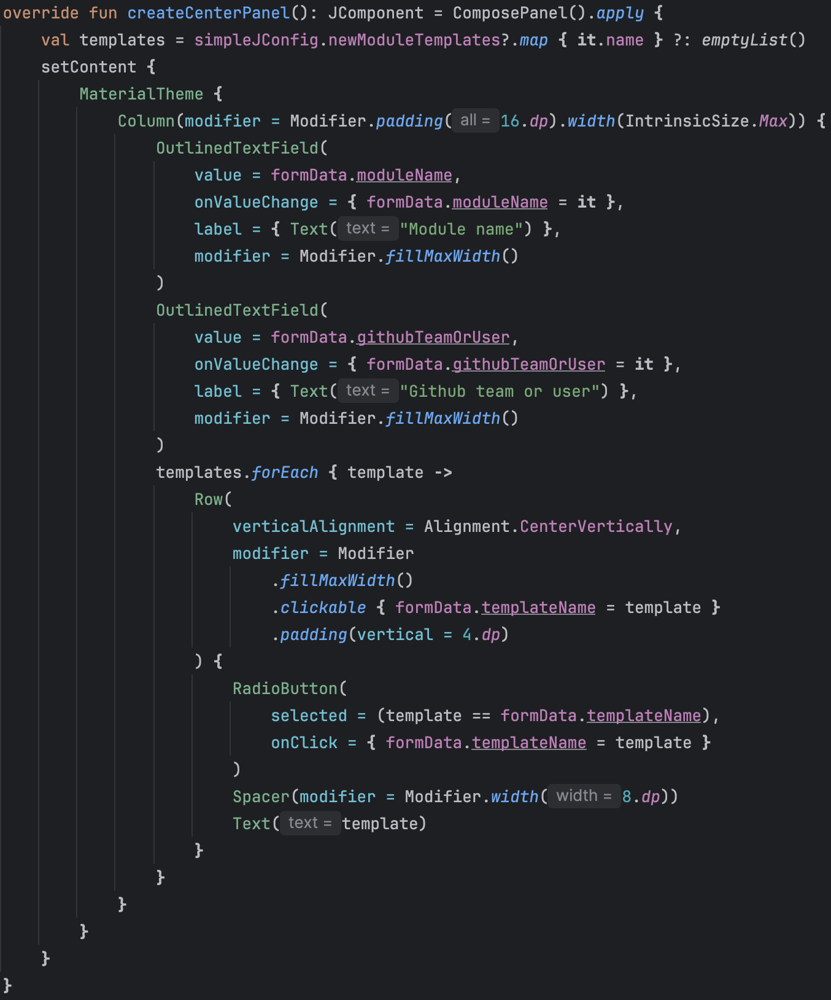 override fun createCenterPanel(): JComponent = ComposePanel().apply {
    val templates = simpleJConfig.newModuleTemplates?.map { it.name } ?: emptyList()
    setContent {
        MaterialTheme {
            Column(modifier = Modifier.padding( all = 16.dp).width(IntrinsicSize.Max)) {
                OutlinedTextField(
                    value = formData.moduleName,
                    onValueChange = { formData.moduleName = it },
                    label = { Text( text = "Module name") },
                    modifier = Modifier.fillMaxWidth()
                )
                OutlinedTextField(
                    value = formData.githubTeamOrUser,
                    onValueChange = { formData.githubTeamOrUser = it },
                    label = { Text( text = "Github team or user") },
                    modifier = Modifier.fillMaxWidth()
                )
                templates.forEach { template ->
                    Row(
                        verticalAlignment = Alignment.CenterVertically,
                        modifier = Modifier
                            .fillMaxWidth()
                            .clickable { formData.templateName = template }
                            .padding(vertical = 4.dp)
                    ) {
                        RadioButton(
                            selected = (template == formData.templateName),
                            onClick = { formData.templateName = template }
                        )
                        Spacer(modifier = Modifier.width( width = 8.dp))
                        Text( text = template)
                    }
                }
            }
        }
    }
}